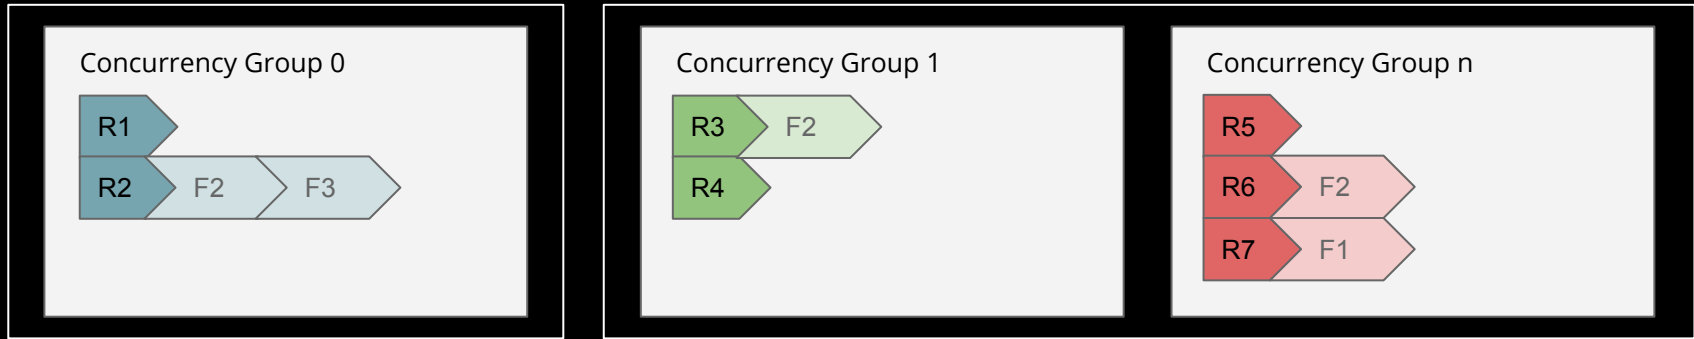 Concurrency Group 0
R1
R2 F2 F3
Concurrency Group 1
R3 F2
R4
Concurrency Group n
R5
R6 F2
R7 F1